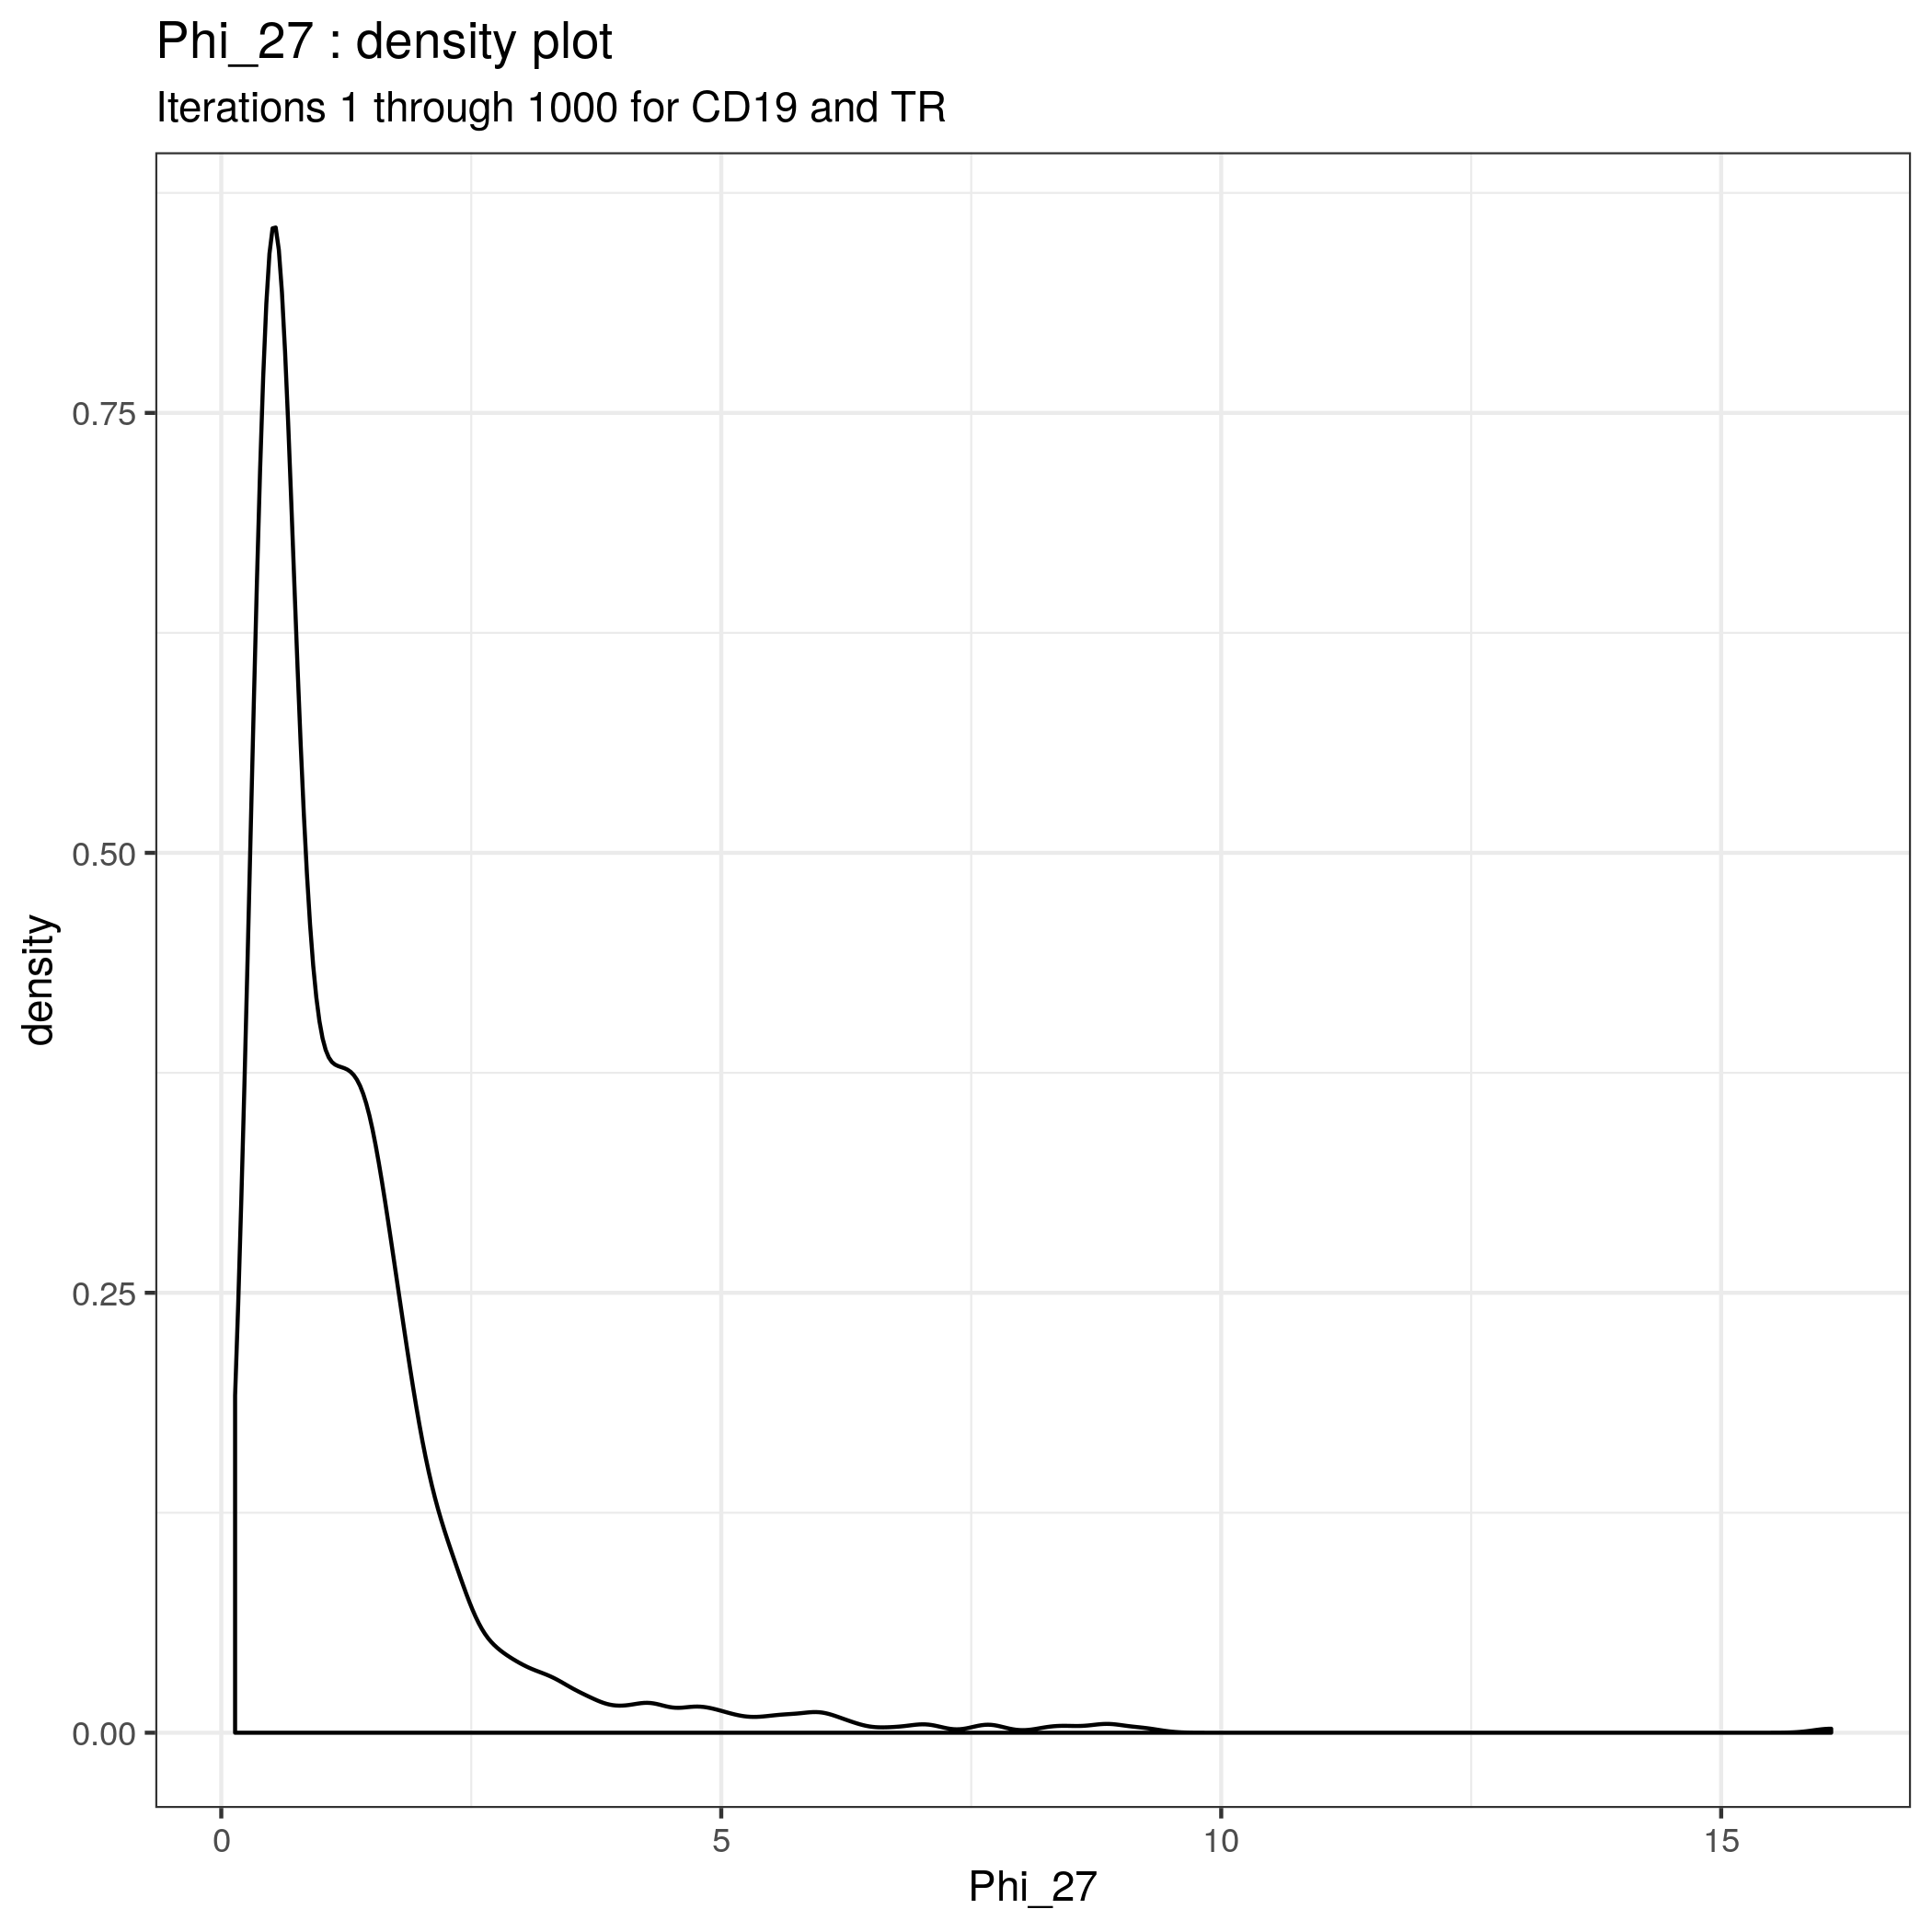 Phi_27 : density plot
Iterations 1 through 1000 for CD19 and TR
0.75
0.50
0.25
0.00
density
0 5 10 15
Phi_27